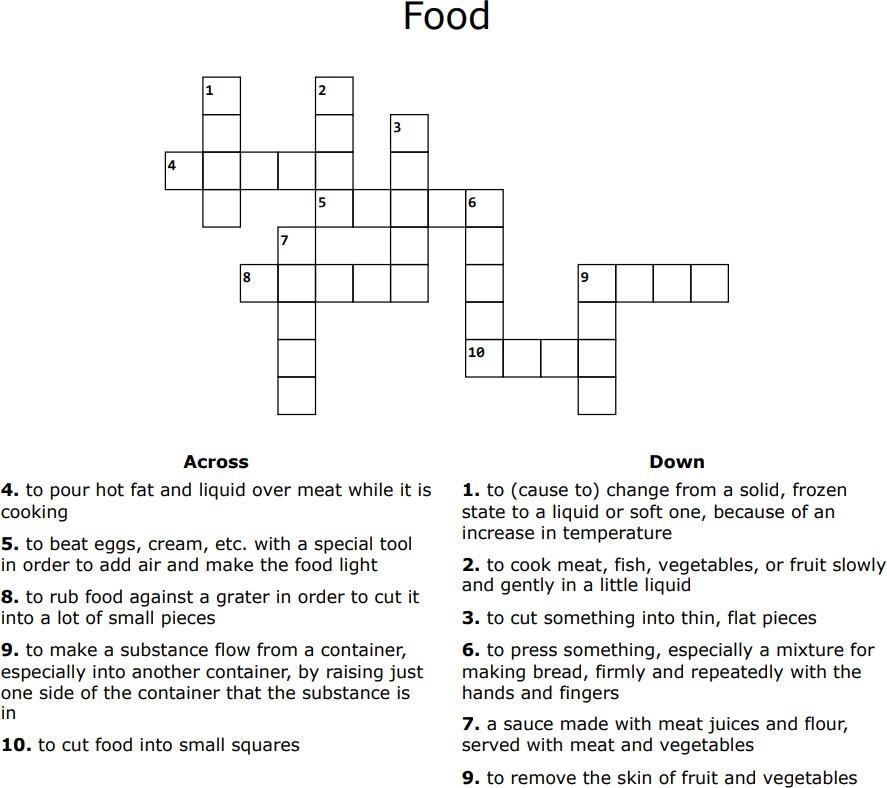 Food
1
2
3
4
5
6
7
8
9
10
Across
4. to pour hot fat and liquid over meat while it is
cooking
5. to beat eggs, cream, etc. with a special tool
in order to add air and make the food light
8. to rub food against a grater in order to cut it
into a lot of small pieces
9. to make a substance flow from a container,
especially into another container, by raising just
one side of the container that the substance is
in
10. to cut food into small squares
Down
1. to (cause to) change from a solid, frozen
state to a liquid or soft one, because of an
increase in temperature
2. to cook meat, fish, vegetables, or fruit slowly
and gently in a little liquid
3. to cut something into thin, flat pieces
6. to press something, especially a mixture for
making bread, firmly and repeatedly with the
hands and fingers
7. a sauce made with meat juices and flour,
served with meat and vegetables
9. to remove the skin of fruit and vegetables